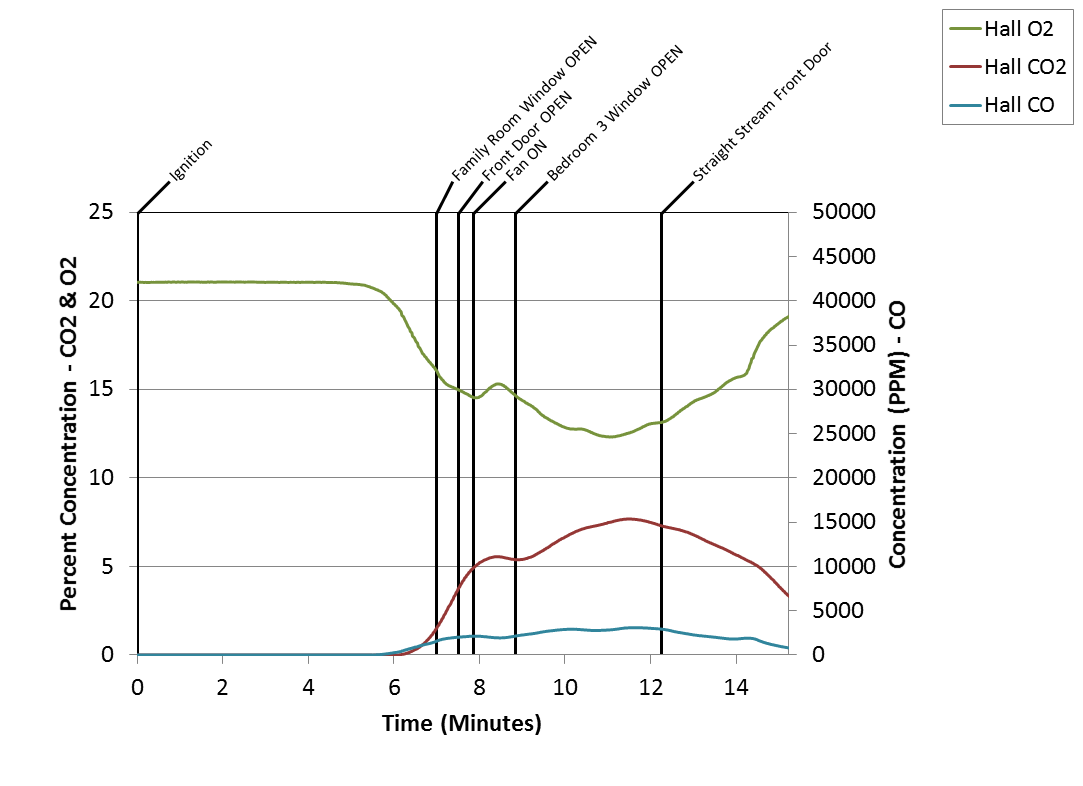 Hall O2
Hall CO2
Hall CO
Ignition
Family Room Window OPEN
Front Door OPEN
Fan ON
Bedroom 3 Window OPEN
Straight Stream Front Door
Percent Concentration - CO2 & O2
25
20
15
10
5
0
50000
45000
40000
35000
30000
25000
20000
15000
10000
5000
0
Concentration (PPM) - CO
0 2 4 6 8 10 12 14
Time (Minutes)